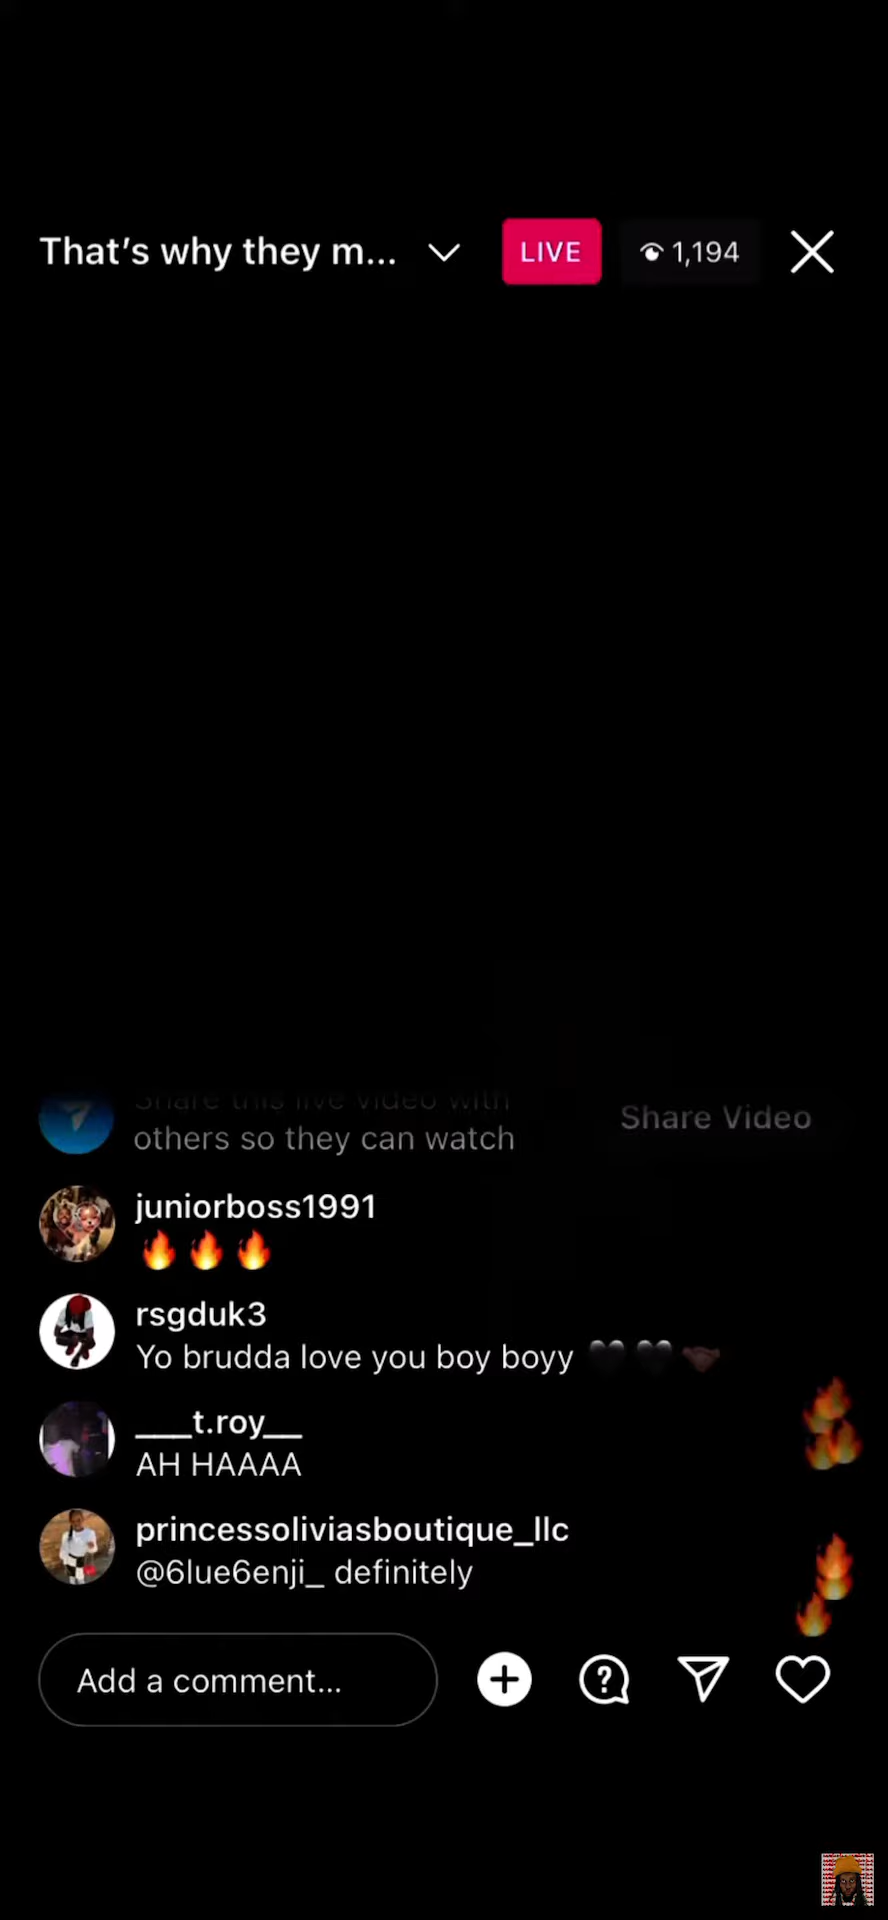 That's why they m...
LIVE
1,194
Share this live video with
others so they can watch
Share Video
juniorboss1991
🔥🔥🔥
rsgduk3
Yo brudda love you boy boyy 🖤🖤🤝🏾
___t.roy__
AH HAAAA
princessoliviasboutique_llc
@6lue6enji_ definitely
Add a comment...